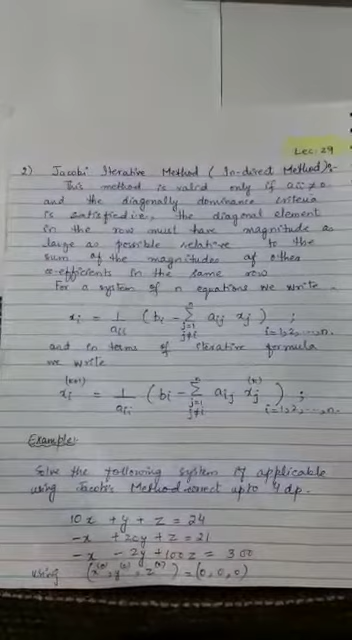 Lec: 29
2) Jacobi Iterative Method (In-direct Method):-
This method is valid only if aii ≠ 0
and the diagonally dominance criteria
is satisfied i.e., the diagonal element
in the row must have magnitude as
large as possible relative to the
sum of the magnitudes of other
co-efficients in the same row
For a system of n equations we write.
xi = 1/aii (bi - Σ(j=1, j≠i)^n aij xj) ; i=1,2,...,n.
and in terms of iterative formula
we write
xi^(k+1) = 1/aii (bi - Σ(j=1, j≠i)^n aij xj^(k)) ; i=1,2,...,n.
Example:
Solve the following system if applicable
using Jacobi Method correct upto 4 dp.
10x + y + z = 24
-x + 20y + z = 21
-x - 2y + 100z = 300
using (x^(0), y^(0), z^(0)) = (0,0,0)